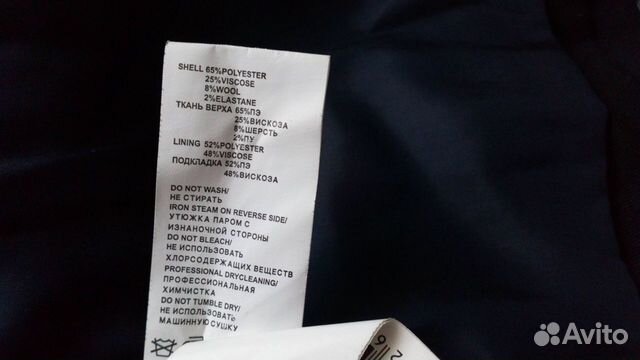 SHELL 65%POLYESTER
25%VISCOSE
8%WOOL
2%ELASTANE
ТКАНЬ ВЕРХА 65%ПЭ
25%ВИСКОЗА
8%ШЕРСТЬ
2%ПУ
LINING 52%POLYESTER
48%VISCOSE
ПОДКЛАДКА 52%ПЭ
48%ВИСКОЗА
DO NOT WASH/
НЕ СТИРАТЬ
IRON STEAM ON REVERSE SIDE/
УТЮЖКА ПАРОМ С
ИЗНАНОЧНОЙ СТОРОНЫ
DO NOT BLEACH/
НЕ ИСПОЛЬЗОВАТЬ
ХЛОРСОДЕРЖАЩИХ ВЕЩЕСТВ
PROFESSIONAL DRYCLEANING/
ПРОФЕССИОНАЛЬНАЯ
ХИМЧИСТКА
DO NOT TUMBLE DRY/
НЕ ИСПОЛЬЗОВАТЬ
МАШИННУЮ СУШКУ
Avito